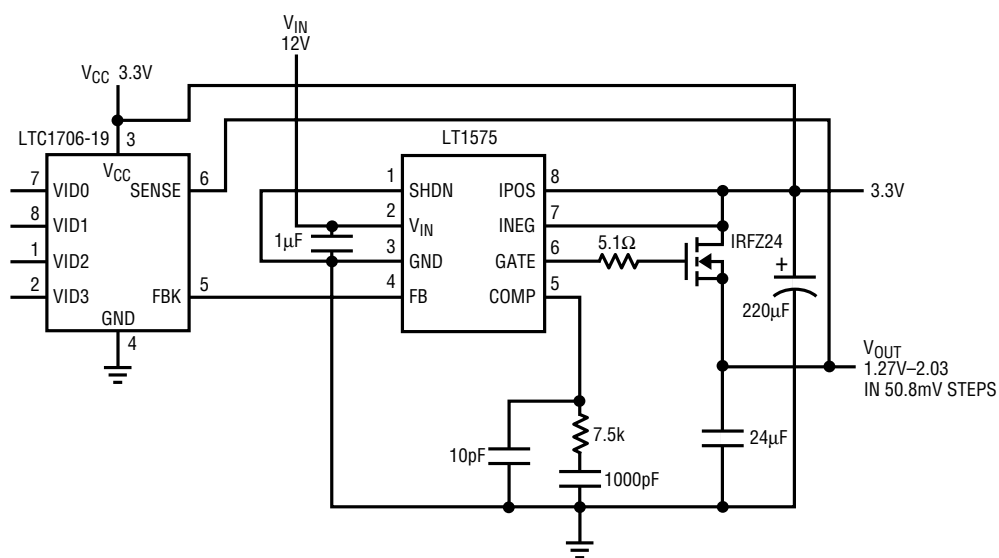 V_IN
12V
V_CC 3.3V
LTC1706-19
3
LT1575
V_CC
7
VID0
SENSE
6
8
VID1
1
VID2
2
VID3
FBK
5
GND
4
1
SHDN
IPOS
8
3.3V
2
V_IN
INEG
7
1µF
3
GND
GATE
6
5.1Ω
IRFZ24
4
FB
COMP
5
+
220µF
V_OUT
1.27V–2.03
IN 50.8mV STEPS
7.5k
24µF
10pF
1000pF